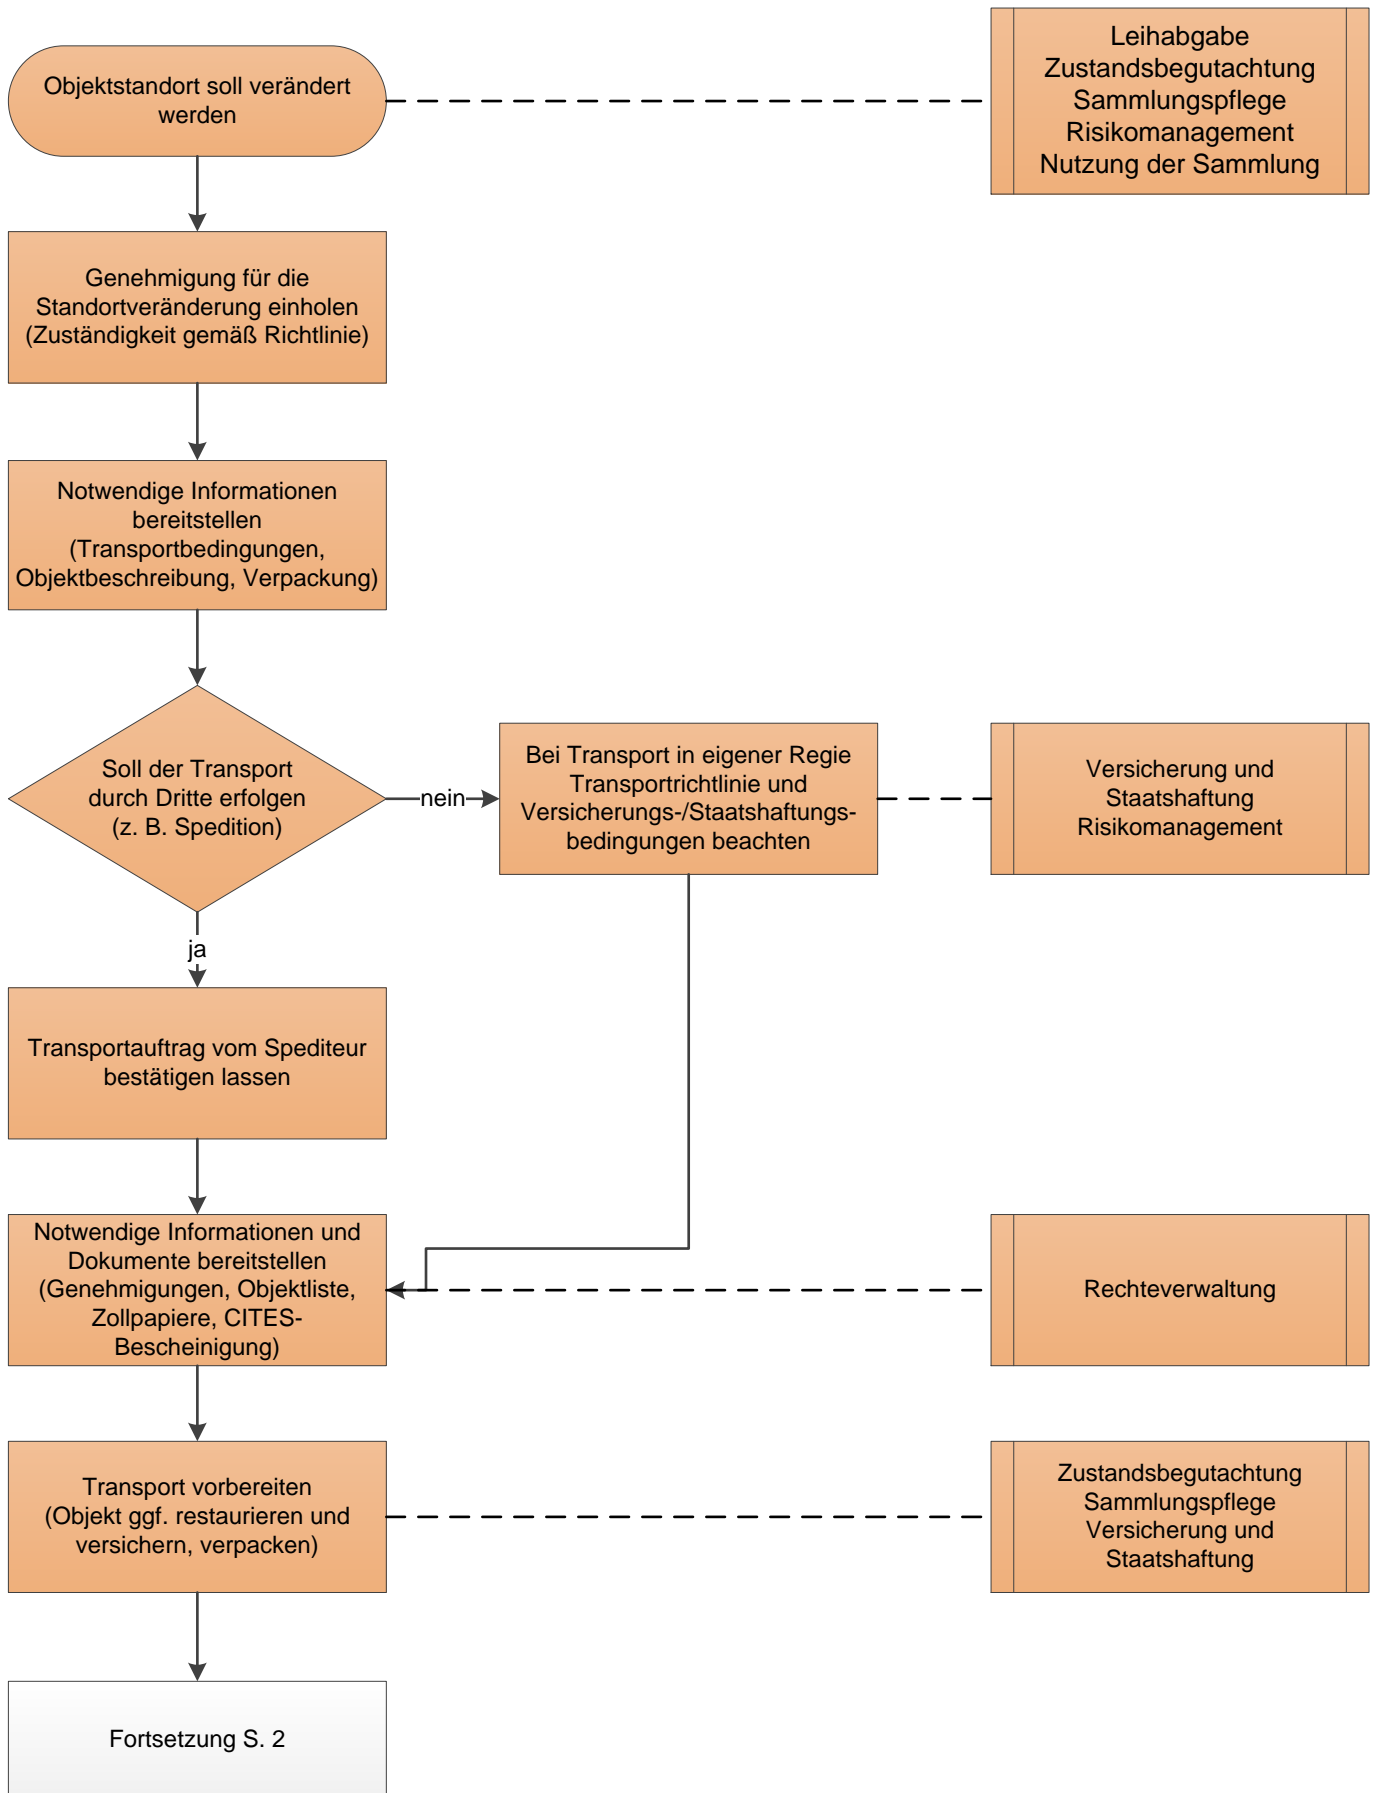 Objektstandort soll verändert
werden
Leihabgabe
Zustandsbegutachtung
Sammlungspflege
Risikomanagement
Nutzung der Sammlung
Genehmigung für die
Standortveränderung einholen
(Zuständigkeit gemäß Richtlinie)
Notwendige Informationen
bereitstellen
(Transportbedingungen,
Objektbeschreibung, Verpackung)
Soll der Transport
durch Dritte erfolgen
(z. B. Spedition)
nein
Bei Transport in eigener Regie
Transportrichtlinie und
Versicherungs-/Staatshaftungs-
bedingungen beachten
Versicherung und
Staatshaftung
Risikomanagement
ja
Transportauftrag vom Spediteur
bestätigen lassen
Notwendige Informationen und
Dokumente bereitstellen
(Genehmigungen, Objektliste,
Zollpapiere, CITES-
Bescheinigung)
Rechteverwaltung
Transport vorbereiten
(Objekt ggf. restaurieren und
versichern, verpacken)
Zustandsbegutachtung
Sammlungspflege
Versicherung und
Staatshaftung
Fortsetzung S. 2